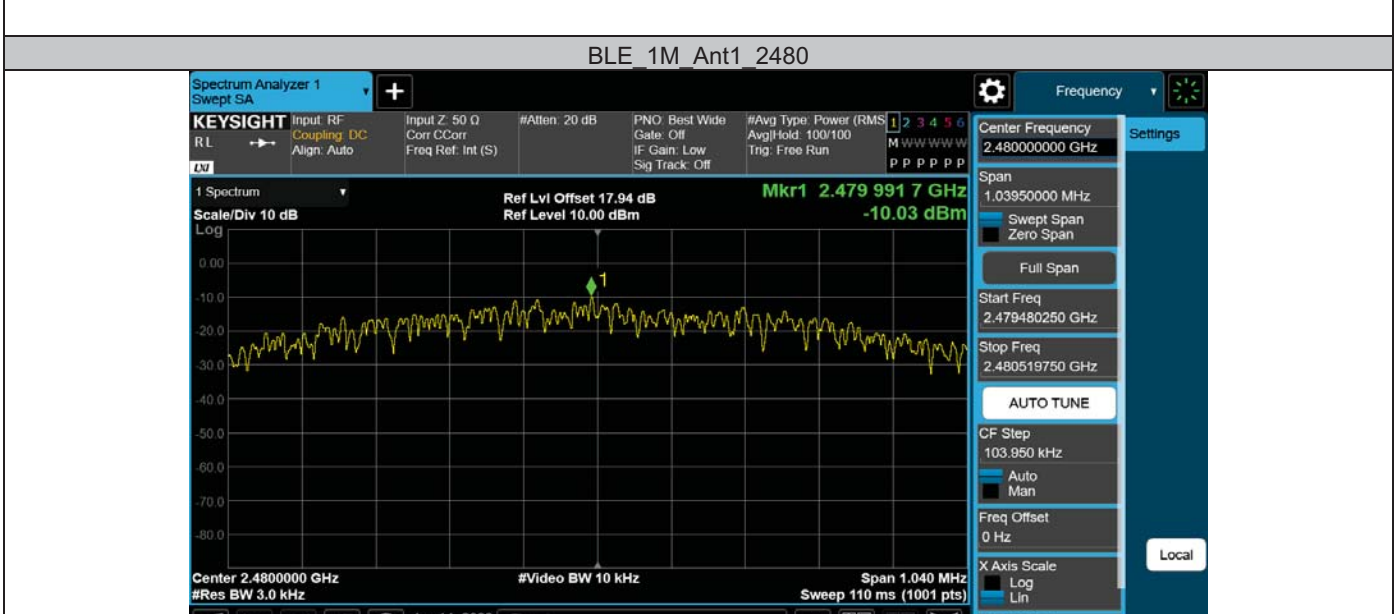 BLE_1M_Ant1_2480
Spectrum Analyzer 1
Swept SA
+
Frequency
KEYSIGHT
RL
LXI
Input: RF
Coupling: DC
Align: Auto
Input Z: 50 Ω
Corr CCorr
Freq Ref: Int (S)
#Atten: 20 dB
PNO: Best Wide
Gate: Off
IF Gain: Low
Sig Track: Off
#Avg Type: Power (RMS
Avg|Hold: 100/100
Trig: Free Run
1 2 3 4 5 6
M W W W W W
P P P P P P
1 Spectrum
Scale/Div 10 dB
Log
Ref Lvl Offset 17.94 dB
Ref Level 10.00 dBm
Mkr1 2.479 991 7 GHz
-10.03 dBm
1
0.00
-10.0
-20.0
-30.0
-40.0
-50.0
-60.0
-70.0
-80.0
Center 2.4800000 GHz
#Res BW 3.0 kHz
#Video BW 10 kHz
Span 1.040 MHz
Sweep 110 ms (1001 pts)
Center Frequency
2.480000000 GHz
Span
1.03950000 MHz
Swept Span
Zero Span
Full Span
Start Freq
2.479480250 GHz
Stop Freq
2.480519750 GHz
AUTO TUNE
CF Step
103.950 kHz
Auto
Man
Freq Offset
0 Hz
X Axis Scale
Log
Lin
Settings
Local